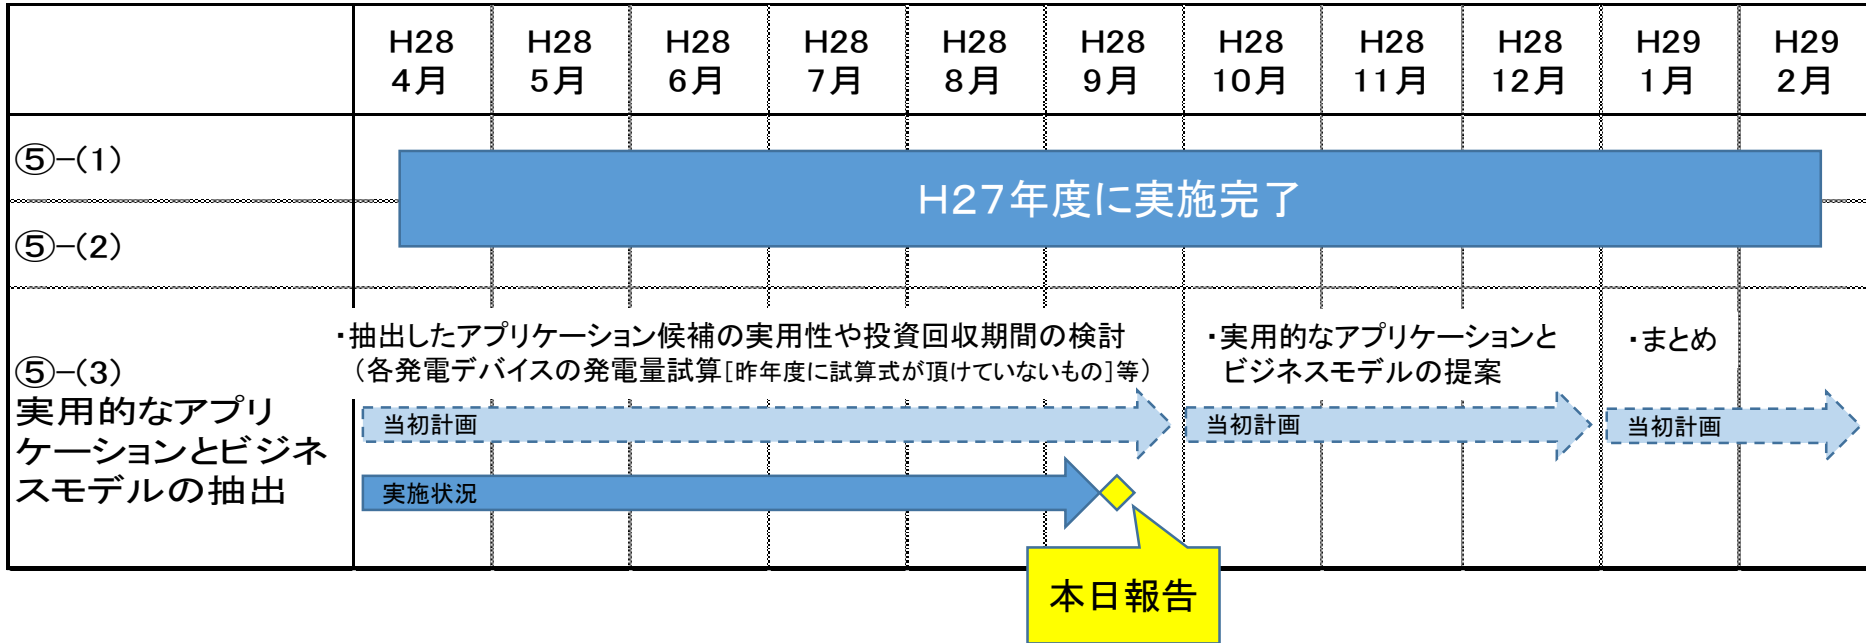 H28 4月
H28 5月
H28 6月
H28 7月
H28 8月
H28 9月
H28 10月
H28 11月
H28 12月
H29 1月
H29 2月
⑤-(1)
H27年度に実施完了
⑤-(2)
⑤-(3)
実用的なアプリ
ケーションとビジネ
スモデルの抽出
・抽出したアプリケーション候補の実用性や投資回収期間の検討
（各発電デバイスの発電量試算[昨年度に試算式が頂けていないもの]等）
・実用的なアプリケーションと
ビジネスモデルの提案
・まとめ
当初計画
当初計画
当初計画
実施状況
本日報告